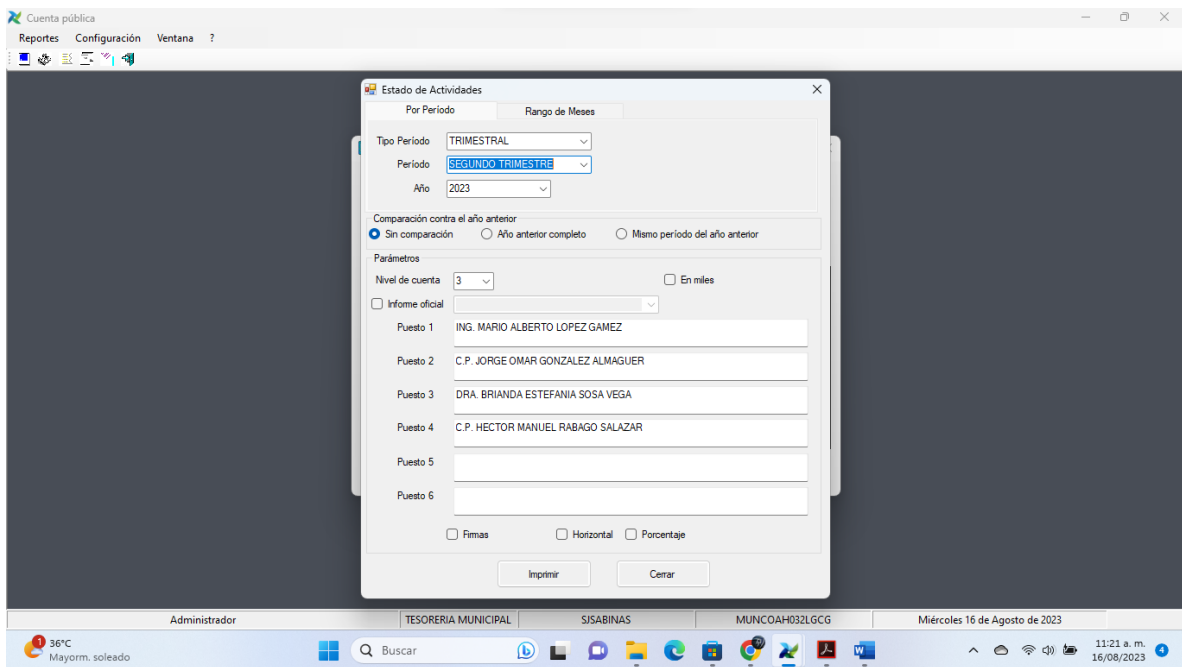 Cuenta pública
Reportes Configuración Ventana ?
Estado de Actividades
Por Período Rango de Meses
Tipo Período TRIMESTRAL
Período SEGUNDO TRIMESTRE
Año 2023
Comparación contra el año anterior
Sin comparación Año anterior completo Mismo período del año anterior
Parámetros
Nivel de cuenta 3 En miles
Informe oficial
Puesto 1 ING. MARIO ALBERTO LOPEZ GAMEZ
Puesto 2 C.P. JORGE OMAR GONZALEZ ALMAGUER
Puesto 3 DRA. BRIANDA ESTEFANIA SOSA VEGA
Puesto 4 C.P. HECTOR MANUEL RABAGO SALAZAR
Puesto 5
Puesto 6
Firmas Horizontal Porcentaje
Imprimir Cerrar
Administrador TESORERIA MUNICIPAL SJSABINAS MUNCOAH032LGCG Miércoles 16 de Agosto de 2023
1 36°C Buscar 11:21 a. m. 4
Mayorm. soleado 16/08/2023